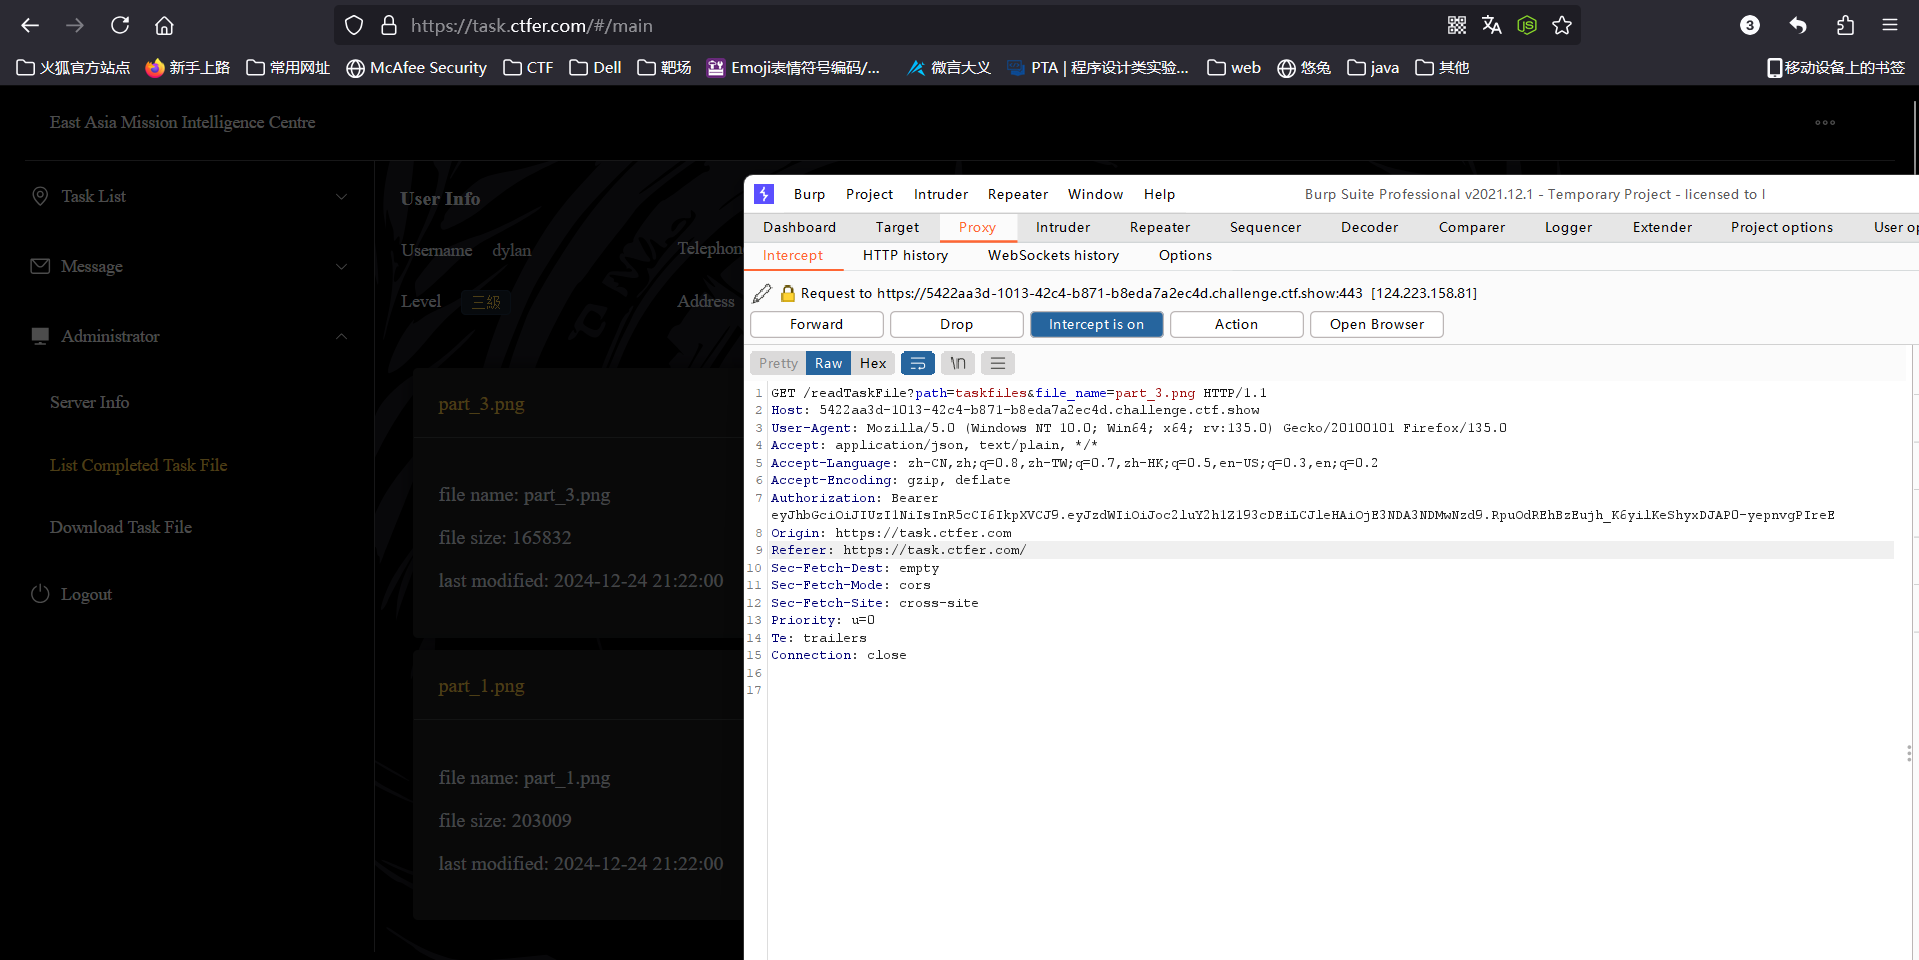 https://task.ctfer.com/#/main
3
火狐官方站点 新手上路 常用网址 McAfee Security CTF Dell 靶场 Emoji表情符号编码/... 微言大义 PTA | 程序设计类实验... web 悠兔 java 其他 移动设备上的书签
East Asia Mission Intelligence Centre
Task List
Message
Administrator
Server Info
List Completed Task File
Download Task File
Logout
User Info
Username dylan
Telephon
Level 三級
Address
part_3.png
file name: part_3.png
file size: 165832
last modified: 2024-12-24 21:22:00
part_1.png
file name: part_1.png
file size: 203009
last modified: 2024-12-24 21:22:00
Burp Project Intruder Repeater Window Help Burp Suite Professional v2021.12.1 - Temporary Project - licensed to l
Dashboard Target Proxy Intruder Repeater Sequencer Decoder Comparer Logger Extender Project options User op
Intercept HTTP history WebSockets history Options
Request to https://5422aa3d-1013-42c4-b871-b8eda7a2ec4d.challenge.ctf.show:443 [124.223.158.81]
Forward Drop Intercept is on Action Open Browser
Pretty Raw Hex \n
1 GET /readTaskFile?path=taskfiles&file_name=part_3.png HTTP/1.1
2 Host: 5422aa3d-1013-42c4-b871-b8eda7a2ec4d.challenge.ctf.show
3 User-Agent: Mozilla/5.0 (Windows NT 10.0; Win64; x64; rv:135.0) Gecko/20100101 Firefox/135.0
4 Accept: application/json, text/plain, */*
5 Accept-Language: zh-CN,zh;q=0.8,zh-TW;q=0.7,zh-HK;q=0.5,en-US;q=0.3,en;q=0.2
6 Accept-Encoding: gzip, deflate
7 Authorization: Bearer
eyJhbGciOiJIUzI1NiIsInR5cCI6IkpXVCJ9.eyJzdWIiOiJoc2luY2h1Z193cDEiLCJleHAiOjE3NDA3NDMwNzd9.RpuOdREhBzEujh_K6yilKeShyxDJAP0-yepnvgPIreE
8 Origin: https://task.ctfer.com
9 Referer: https://task.ctfer.com/
10 Sec-Fetch-Dest: empty
11 Sec-Fetch-Mode: cors
12 Sec-Fetch-Site: cross-site
13 Priority: u=0
14 Te: trailers
15 Connection: close
16
17